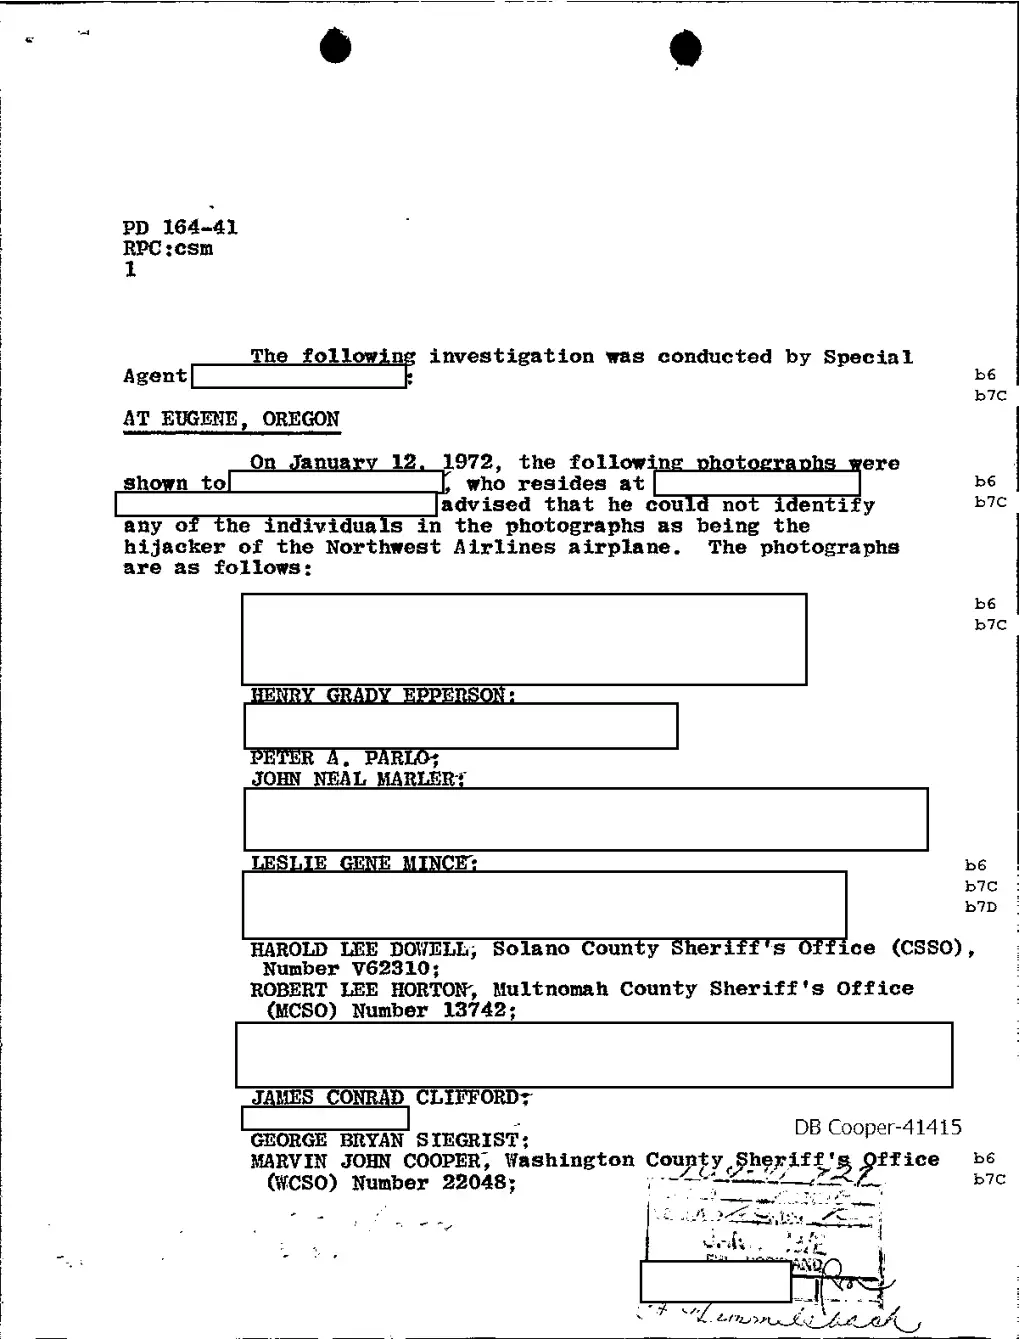 PD 164-41
RPC:csm
1
The following investigation was conducted by Special
Agent :
b6
b7C
AT EUGENE, OREGON
On January 12, 1972, the following photographs were
shown to , who resides at
b6
advised that he could not identify
b7C
any of the individuals in the photographs as being the
hijacker of the Northwest Airlines airplane. The photographs
are as follows:
b6
b7C
HENRY GRADY EPPERSON;
PETER A. PARLO;
JOHN NEAL MARLER;
LESLIE GENE MINCE;
b6
b7C
b7D
HAROLD LEE DOWELL, Solano County Sheriff's Office (CSSO),
Number V62310;
ROBERT LEE HORTON, Multnomah County Sheriff's Office
(MCSO) Number 13742;
JAMES CONRAD CLIFFORD;
DB Cooper-41415
GEORGE BRYAN SIEGRIST;
MARVIN JOHN COOPER, Washington County Sheriff's Office
b6
(WCSO) Number 22048;
b7C